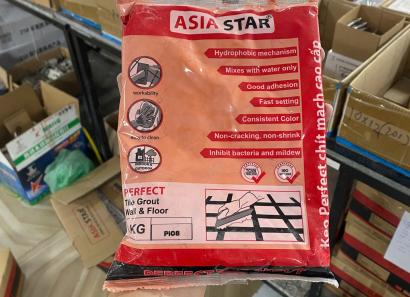 ASIA STAR®
Hydrophobic mechanism
Mixes with water only
Good adhesion
Fast setting
Consistent Color
Non-cracking, non-shrink
Inhibit bacteria and mildew
workability
easy to clean
PERFECT
Tile Grout
Wall & Floor
KG
PI08
Keo Perfect chít mạch cao cấp
ASIA STAR